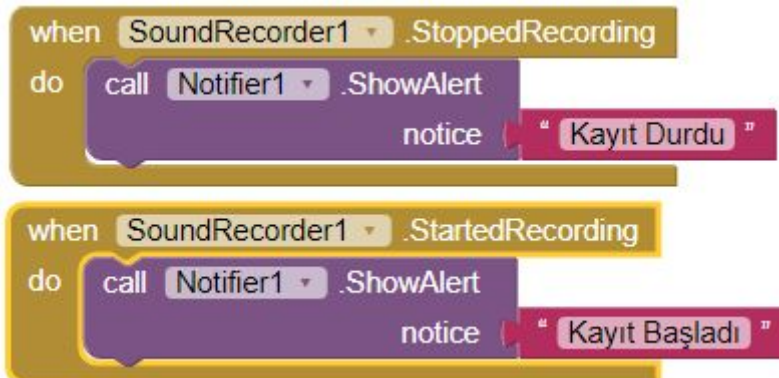 when SoundRecorder1 .StoppedRecording
do call Notifier1 .ShowAlert
notice “ Kayıt Durdu ”
when SoundRecorder1 .StartedRecording
do call Notifier1 .ShowAlert
notice “ Kayıt Başladı ”